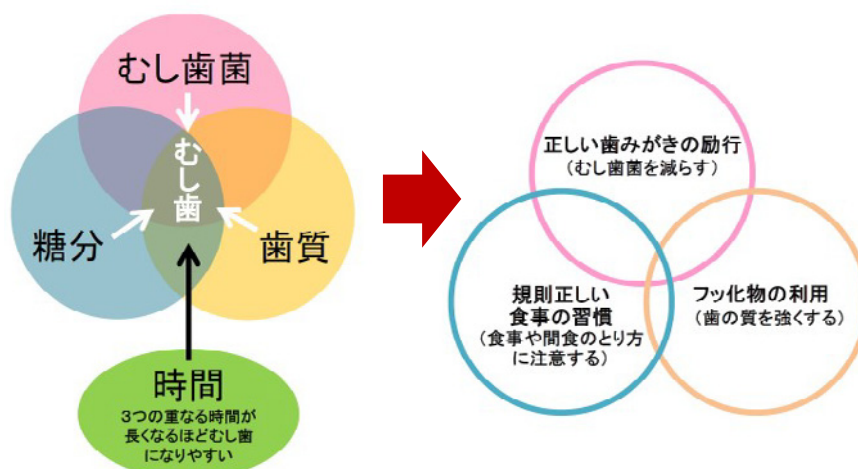 むし歯菌
むし歯
糖分
歯質
時間
３つの重なる時間が
長くなるほどむし歯
になりやすい
正しい歯みがきの励行
（むし歯菌を減らす）
規則正しい
食事の習慣
（食事や間食のとり方
に注意する）
フッ化物の利用
（歯の質を強くする）